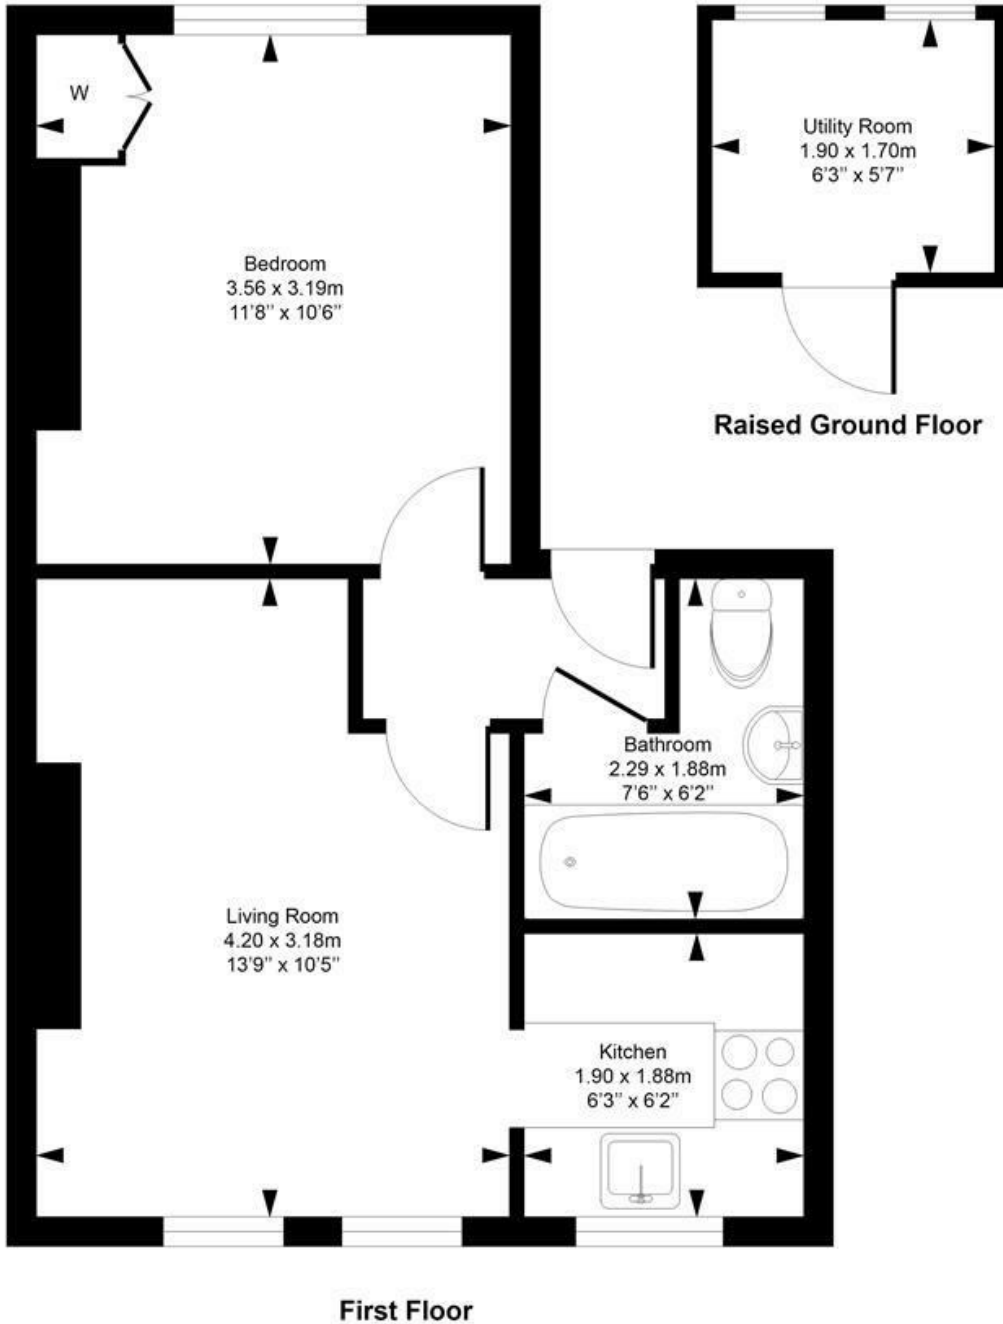 W
Bedroom
3.56 x 3.19m
11'8” x 10'6”
Utility Room
1.90 x 1.70m
6'3” x 5'7”
Raised Ground Floor
Bathroom
2.29 x 1.88m
7'6” x 6'2”
Living Room
4.20 x 3.18m
13'9” x 10'5”
Kitchen
1.90 x 1.88m
6'3” x 6'2”
First Floor